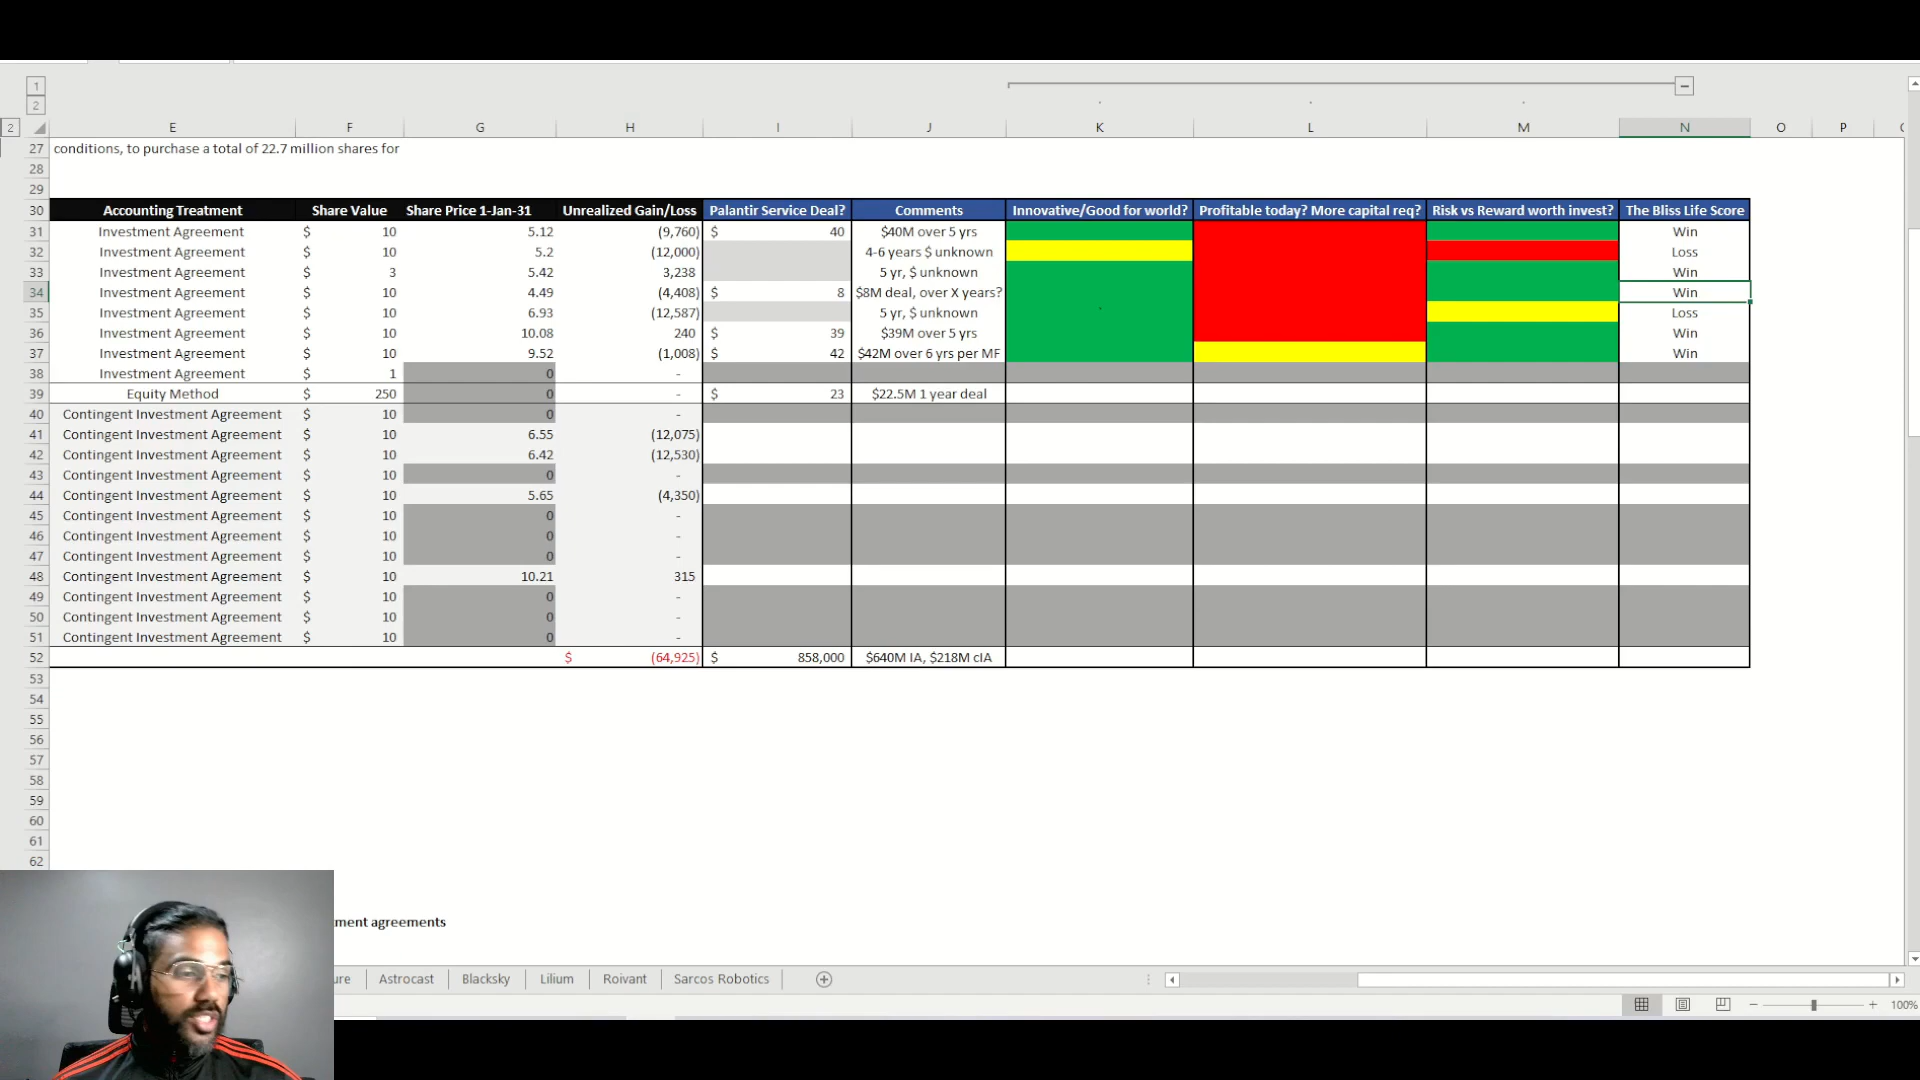 1
2
2 E F G H I J K L M N O P
27 conditions, to purchase a total of 22.7 million shares for
28
29
30 Accounting Treatment Share Value Share Price 1-Jan-31 Unrealized Gain/Loss Palantir Service Deal? Comments Innovative/Good for world? Profitable today? More capital req? Risk vs Reward worth invest? The Bliss Life Score
31 Investment Agreement $ 10 5.12 (9,760) $ 40 $40M over 5 yrs Win
32 Investment Agreement $ 10 5.2 (12,000) 4-6 years $ unknown Loss
33 Investment Agreement $ 3 5.42 3,238 5 yr, $ unknown Win
34 Investment Agreement $ 10 4.49 (4,408) $ 8 $8M deal, over X years? Win
35 Investment Agreement $ 10 6.93 (12,587) 5 yr, $ unknown Loss
36 Investment Agreement $ 10 10.08 240 $ 39 $39M over 5 yrs Win
37 Investment Agreement $ 10 9.52 (1,008) $ 42 $42M over 6 yrs per MF Win
38 Investment Agreement $ 1 0 -
39 Equity Method $ 250 0 - $ 23 $22.5M 1 year deal
40 Contingent Investment Agreement $ 10 0 -
41 Contingent Investment Agreement $ 10 6.55 (12,075)
42 Contingent Investment Agreement $ 10 6.42 (12,530)
43 Contingent Investment Agreement $ 10 0 -
44 Contingent Investment Agreement $ 10 5.65 (4,350)
45 Contingent Investment Agreement $ 10 0 -
46 Contingent Investment Agreement $ 10 0 -
47 Contingent Investment Agreement $ 10 0 -
48 Contingent Investment Agreement $ 10 10.21 315
49 Contingent Investment Agreement $ 10 0 -
50 Contingent Investment Agreement $ 10 0 -
51 Contingent Investment Agreement $ 10 0 -
52 $ (64,925) $ 858,000 $640M IA, $218M cIA
53
54
55
56
57
58
59
60
61
62
ment agreements
ure Astrocast Blacksky Lilium Roivant Sarcos Robotics
100%